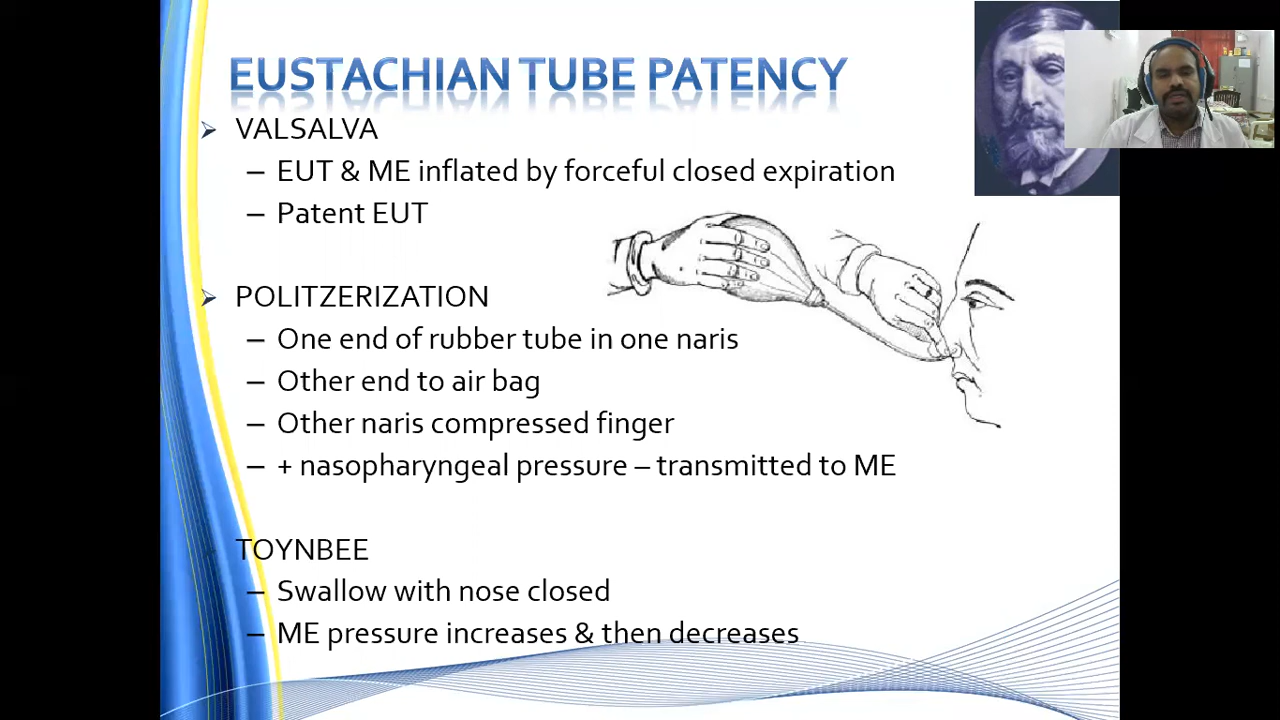 EUSTACHIAN TUBE PATENCY
➢ VALSALVA
– EUT & ME inflated by forceful closed expiration
– Patent EUT
➢ POLITZERIZATION
– One end of rubber tube in one naris
– Other end to air bag
– Other naris compressed finger
– + nasopharyngeal pressure – transmitted to ME
➢ TOYNBEE
– Swallow with nose closed
– ME pressure increases & then decreases